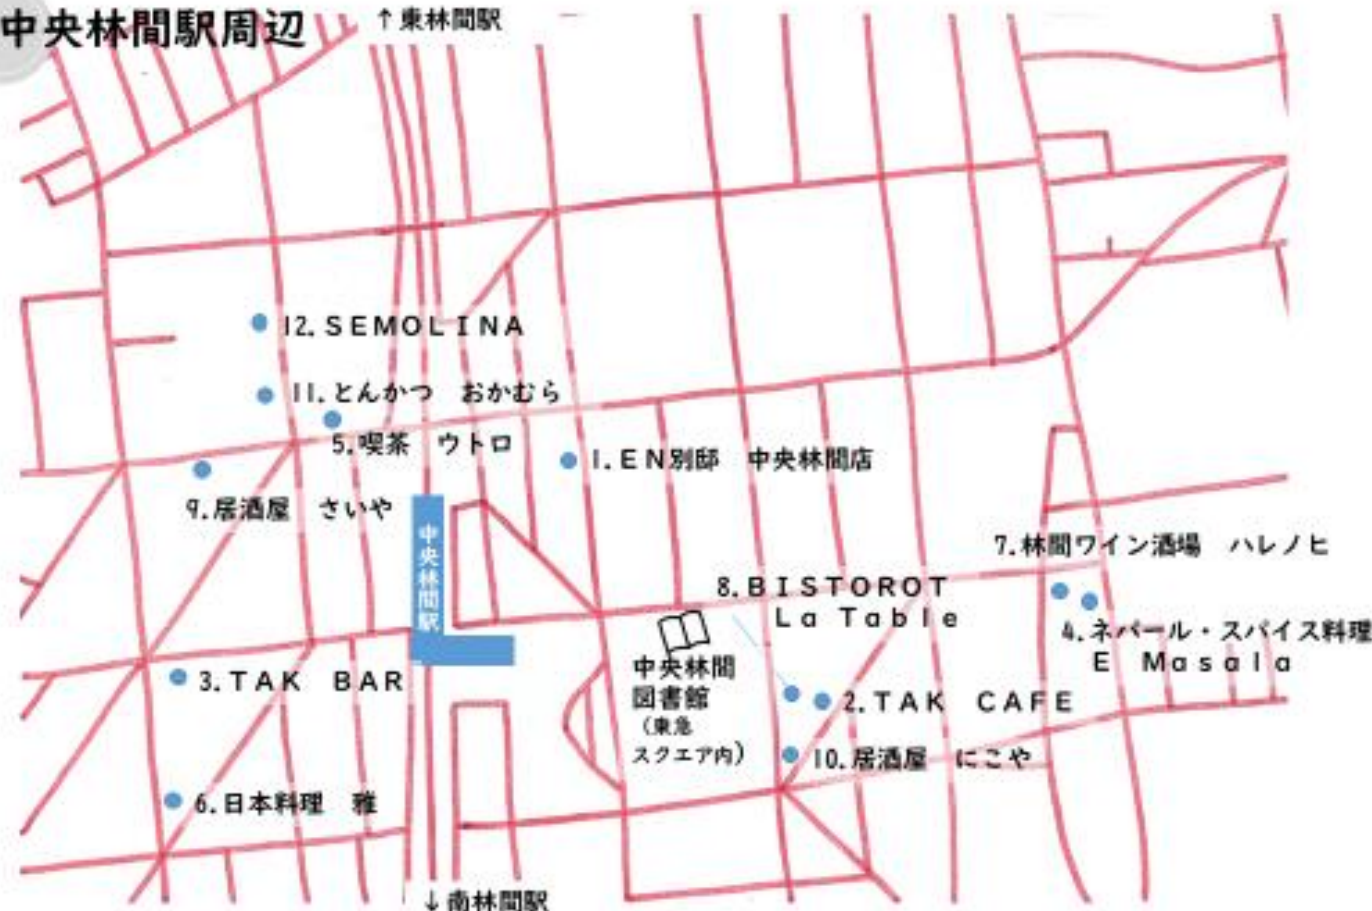 中央林間駅周辺
↑東林間駅
12.SEMOLINA
11.とんかつ　おかむら
5.喫茶　ウトロ
1.EN別邸　中央林間店
9.居酒屋　さいや
中央林間駅
7.林間ワイン酒場　ハレノヒ
8.BISTOROT
La Table
4.ネパール・スパイス料理
E Masala
中央林間
図書館
（東急
スクエア内）
3.TAK BAR
2.TAK CAFE
10.居酒屋　にこや
6.日本料理　雅
↓南林間駅